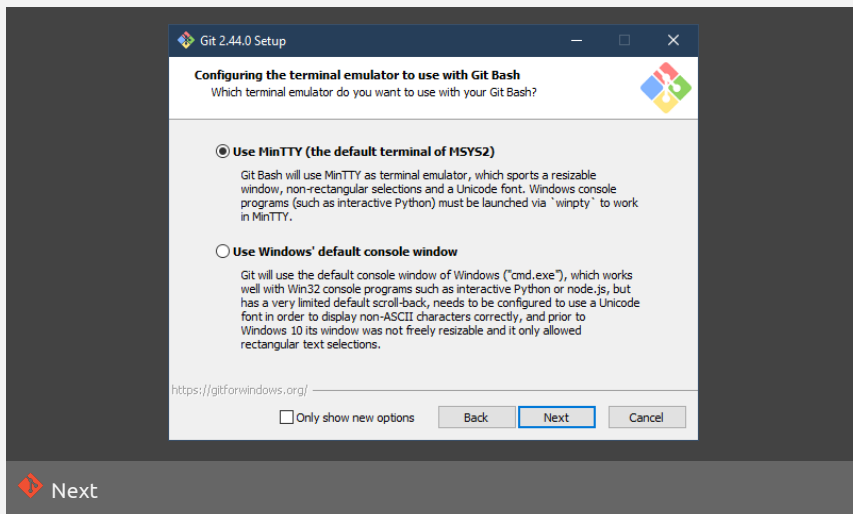 Git 2.44.0 Setup
Configuring the terminal emulator to use with Git Bash
Which terminal emulator do you want to use with your Git Bash?
Use MinTTY (the default terminal of MSYS2)
Git Bash will use MinTTY as terminal emulator, which sports a resizable
window, non-rectangular selections and a Unicode font. Windows console
programs (such as interactive Python) must be launched via `winpty` to work
in MinTTY.
Use Windows' default console window
Git will use the default console window of Windows ("cmd.exe"), which works
well with Win32 console programs such as interactive Python or node.js, but
has a very limited default scroll-back, needs to be configured to use a Unicode
font in order to display non-ASCII characters correctly, and prior to
Windows 10 its window was not freely resizable and it only allowed
rectangular text selections.
https://gitforwindows.org/
Only show new options Back Next Cancel
Next